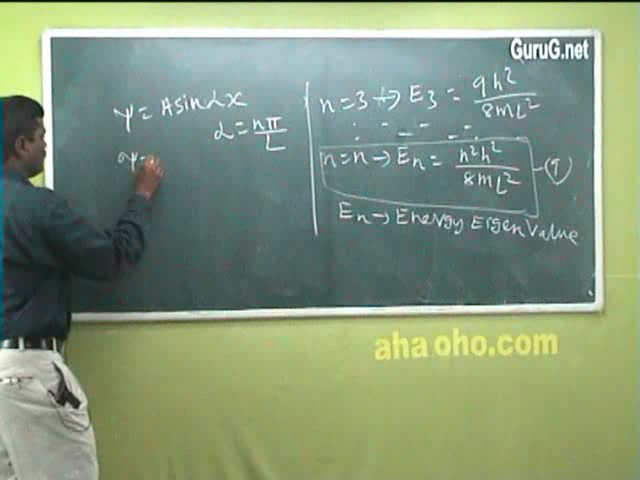 GuruG.net
ψ = A sin αx
α = nπ/L
ψ =
n = 3 → E3 = 9h²/8mL²
n = n → En = n²h²/8mL² — (9)
En → Energy Eigen Value
aha oho.com